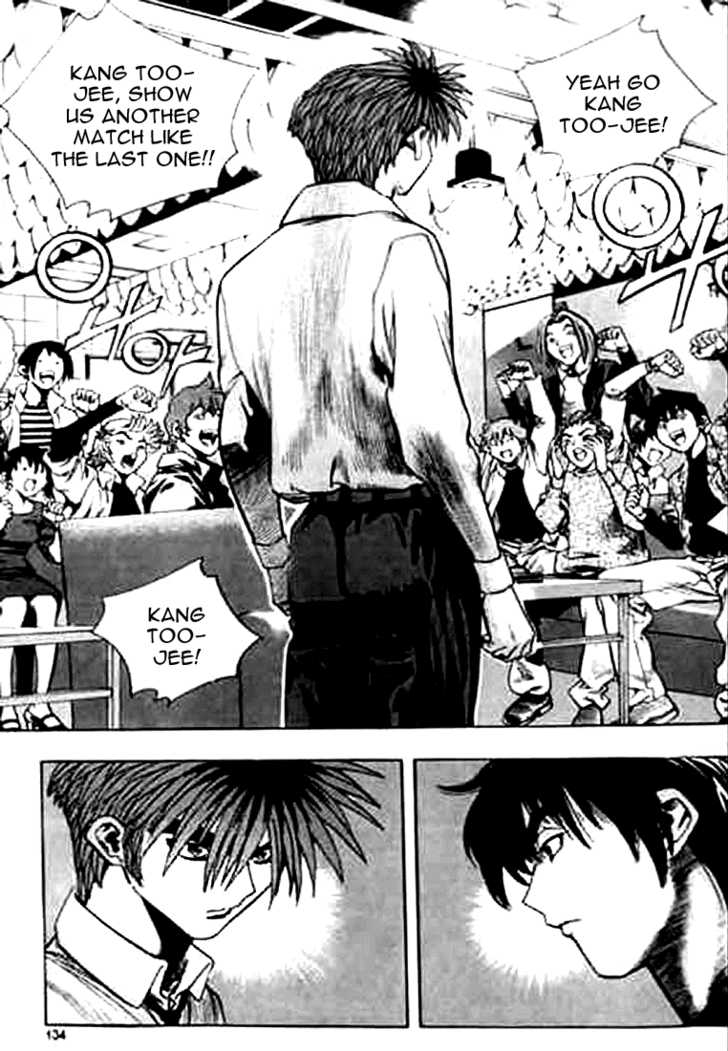 KANG TOO-
JEE, SHOW
US ANOTHER
MATCH LIKE
THE LAST ONE!!
YEAH GO
KANG
TOO-JEE!
KANG
TOO-
JEE!
134